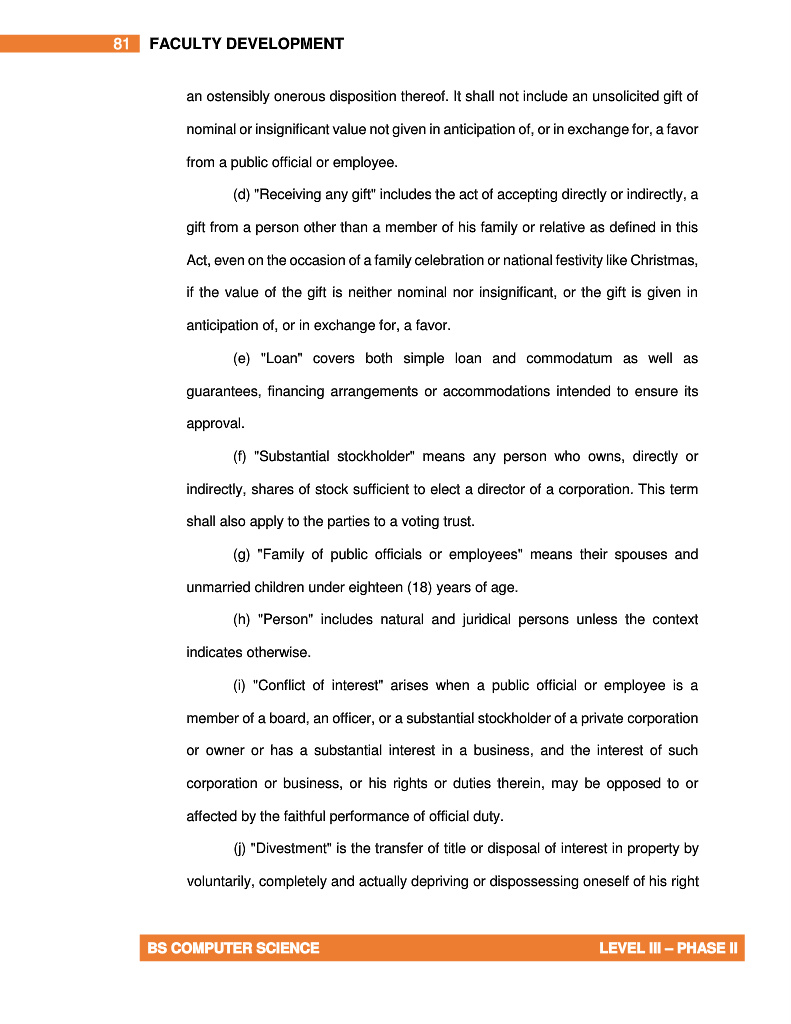 81 FACULTY DEVELOPMENT
an ostensibly onerous disposition thereof. It shall not include an unsolicited gift of
nominal or insignificant value not given in anticipation of, or in exchange for, a favor
from a public official or employee.
(d) "Receiving any gift" includes the act of accepting directly or indirectly, a
gift from a person other than a member of his family or relative as defined in this
Act, even on the occasion of a family celebration or national festivity like Christmas,
if the value of the gift is neither nominal nor insignificant, or the gift is given in
anticipation of, or in exchange for, a favor.
(e) "Loan" covers both simple loan and commodatum as well as
guarantees, financing arrangements or accommodations intended to ensure its
approval.
(f) "Substantial stockholder" means any person who owns, directly or
indirectly, shares of stock sufficient to elect a director of a corporation. This term
shall also apply to the parties to a voting trust.
(g) "Family of public officials or employees" means their spouses and
unmarried children under eighteen (18) years of age.
(h) "Person" includes natural and juridical persons unless the context
indicates otherwise.
(i) "Conflict of interest" arises when a public official or employee is a
member of a board, an officer, or a substantial stockholder of a private corporation
or owner or has a substantial interest in a business, and the interest of such
corporation or business, or his rights or duties therein, may be opposed to or
affected by the faithful performance of official duty.
(j) "Divestment" is the transfer of title or disposal of interest in property by
voluntarily, completely and actually depriving or dispossessing oneself of his right
BS COMPUTER SCIENCE LEVEL III – PHASE II